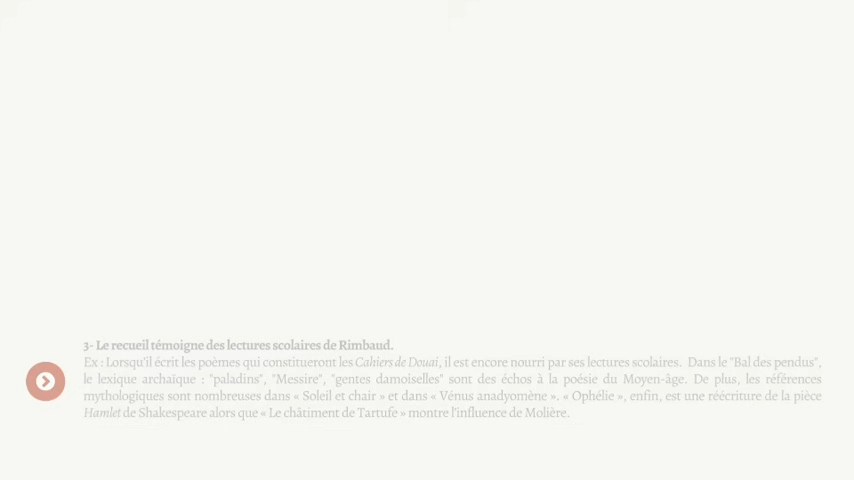 3- Le recueil témoigne des lectures scolaires de Rimbaud.
Ex : Lorsqu'il écrit les poèmes qui constitueront les Cahiers de Douai, il est encore nourri par ses lectures scolaires. Dans le "Bal des pendus",
le lexique archaïque : "paladins", "Messire", "gentes damoiselles" sont des échos à la poésie du Moyen-âge. De plus, les références
mythologiques sont nombreuses dans « Soleil et chair » et dans « Vénus anadyomène ». « Ophélie », enfin, est une réécriture de la pièce
Hamlet de Shakespeare alors que « Le châtiment de Tartufe » montre l'influence de Molière.